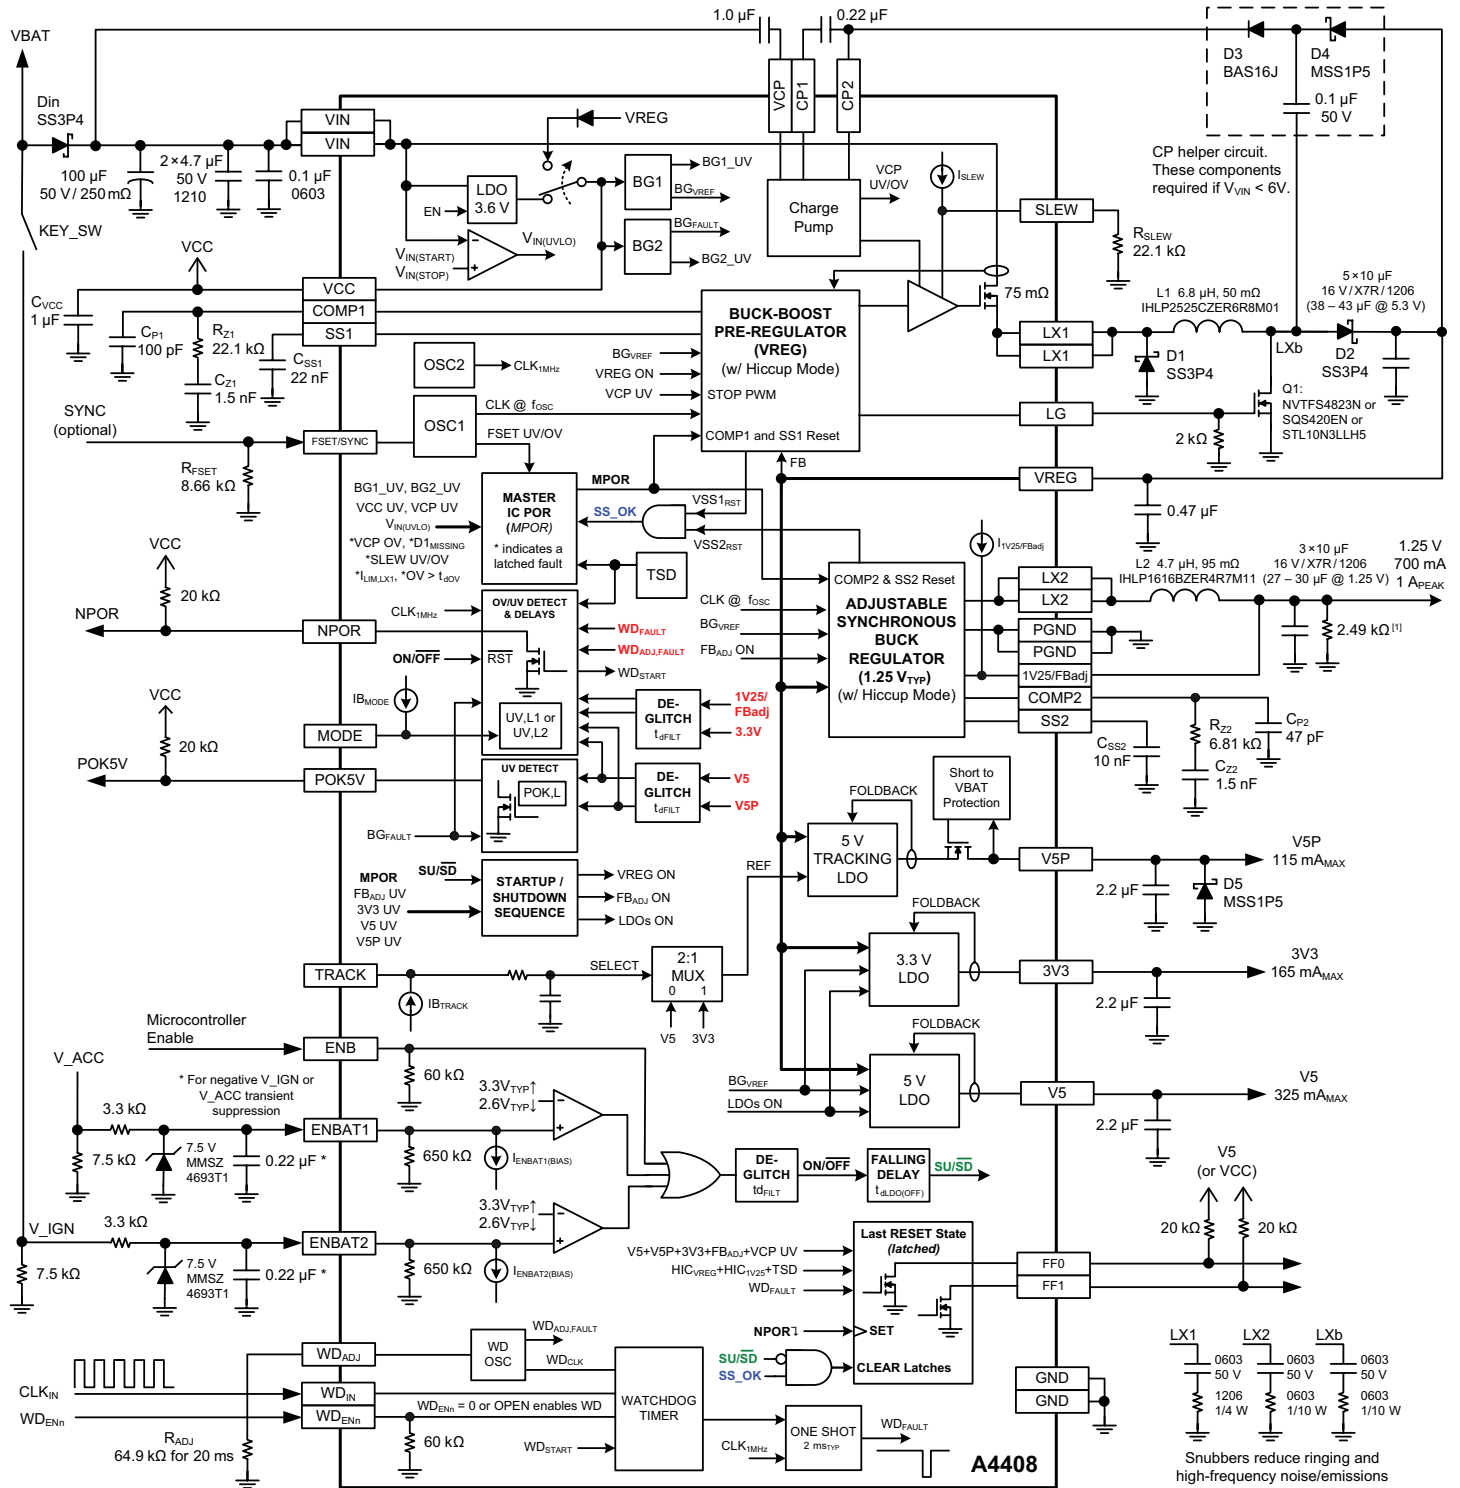 1.0 µF
0.22 µF
VBAT
D3
BAS16J
D4
MSS1P5
0.1 µF
50 V
CP helper circuit.
These components
required if VVIN < 6V.
Din
SS3P4
VIN
VIN
VCP
CP1
CP2
VREG
100 µF
50 V / 250 mΩ
2×4.7 µF
50 V
1210
0.1 µF
0603
KEY_SW
LDO
3.6 V
EN
BG1
BG1_UV
BGVREF
BG2
BGFAULT
BG2_UV
VIN(START)
VIN(STOP)
VIN(UVLO)
Charge
Pump
VCP
UV/OV
ISLEW
SLEW
RSLEW
22.1 kΩ
VCC
VCC
COMP1
SS1
CVCC
1 µF
CP1
100 pF
RZ1
22.1 kΩ
CZ1
1.5 nF
CSS1
22 nF
BUCK-BOOST
PRE-REGULATOR
(VREG)
(w/ Hiccup Mode)
STOP PWM
COMP1 and SS1 Reset
BGVREF
VREG ON
VCP UV
75 mΩ
LX1
LX1
L1 6.8 µH, 50 mΩ
IHLP2525CZER6R8M01
5×10 µF
16 V / X7R / 1206
(38 – 43 µF @ 5.3 V)
D1
SS3P4
LXb
D2
SS3P4
LG
2 kΩ
Q1:
NVTFS4823N or
SQS420EN or
STL10N3LLH5
OSC2
CLK1MHz
OSC1
CLK @ fOSC
FSET UV/OV
SYNC
(optional)
FSET/SYNC
RFSET
8.66 kΩ
FB
VREG
0.47 µF
BG1_UV, BG2_UV
VCC UV, VCP UV
VIN(UVLO)
*VCP OV, *D1MISSING
*SLEW UV/OV
*ILIM,LX1, *OV > tdOV
MASTER
IC POR
(MPOR)
* indicates a
latched fault
MPOR
SS_OK
VSS1RST
VSS2RST
TSD
I1V25/FBadj
COMP2 & SS2 Reset
ADJUSTABLE
SYNCHRONOUS
BUCK
REGULATOR
(1.25 VTYP)
(w/ Hiccup Mode)
CLK @ fOSC
BGVREF
FBADJ ON
LX2
LX2
PGND
PGND
1V25/FBadj
COMP2
SS2
L2 4.7 µH, 95 mΩ
IHLP1616BZER4R7M11
3×10 µF
16 V / X7R / 1206
(27 – 30 µF @ 1.25 V)
1.25 V
700 mA
1 APEAK
2.49 kΩ [1]
CSS2
10 nF
RZ2
6.81 kΩ
CZ2
1.5 nF
CP2
47 pF
VCC
20 kΩ
NPOR
NPOR
CLK1MHz
OV/UV DETECT
& DELAYS
ON/OFF
RST
IBMODE
MODE
UV,L1 or
UV,L2
WDFAULT
WDADJ,FAULT
WDSTART
DE-
GLITCH
tdFILT
1V25/
FBadj
3.3V
VCC
20 kΩ
POK5V
POK5V
UV DETECT
POK,L
BGFAULT
DE-
GLITCH
tdFILT
V5
V5P
Short to
VBAT
Protection
FOLDBACK
5 V
TRACKING
LDO
REF
V5P
2.2 µF
D5
MSS1P5
V5P
115 mAMAX
SU/SD
MPOR
FBADJ UV
3V3 UV
V5 UV
V5P UV
STARTUP /
SHUTDOWN
SEQUENCE
VREG ON
FBADJ ON
LDOs ON
FOLDBACK
3.3 V
LDO
3V3
2.2 µF
3V3
165 mAMAX
TRACK
IBTRACK
SELECT
2:1
MUX
0 1
V5 3V3
FOLDBACK
5 V
LDO
BGVREF
LDOs ON
V5
2.2 µF
V5
325 mAMAX
Microcontroller
Enable
ENB
60 kΩ
V_ACC
* For negative V_IGN or
V_ACC transient
suppression
3.3 kΩ
7.5 kΩ
7.5 V
MMSZ
4693T1
0.22 µF *
ENBAT1
650 kΩ
IENBAT1(BIAS)
3.3VTYP↑
2.6VTYP↓
DE-
GLITCH
tdFILT
ON/OFF
FALLING
DELAY
tdLDO(OFF)
SU/SD
V5
(or VCC)
20 kΩ
20 kΩ
V_IGN
3.3 kΩ
7.5 kΩ
7.5 V
MMSZ
4693T1
0.22 µF *
ENBAT2
650 kΩ
IENBAT2(BIAS)
3.3VTYP↑
2.6VTYP↓
Last RESET State
(latched)
V5+V5P+3V3+FBADJ+VCP UV
HICVREG+HIC1V25+TSD
WDFAULT
NPOR
SET
SU/SD
SS_OK
CLEAR Latches
FF0
FF1
GND
GND
WDADJ
WD
OSC
WDADJ,FAULT
WDCLK
CLKIN
WDIN
WDENn
WDENn
WDENn = 0 or OPEN enables WD
60 kΩ
RADJ
64.9 kΩ for 20 ms
WDSTART
WATCHDOG
TIMER
CLK1MHz
ONE SHOT
2 msTYP
WDFAULT
A4408
LX1
0603
50 V
1206
1/4 W
LX2
0603
50 V
0603
1/10 W
LXb
0603
50 V
0603
1/10 W
Snubbers reduce ringing and
high-frequency noise/emissions